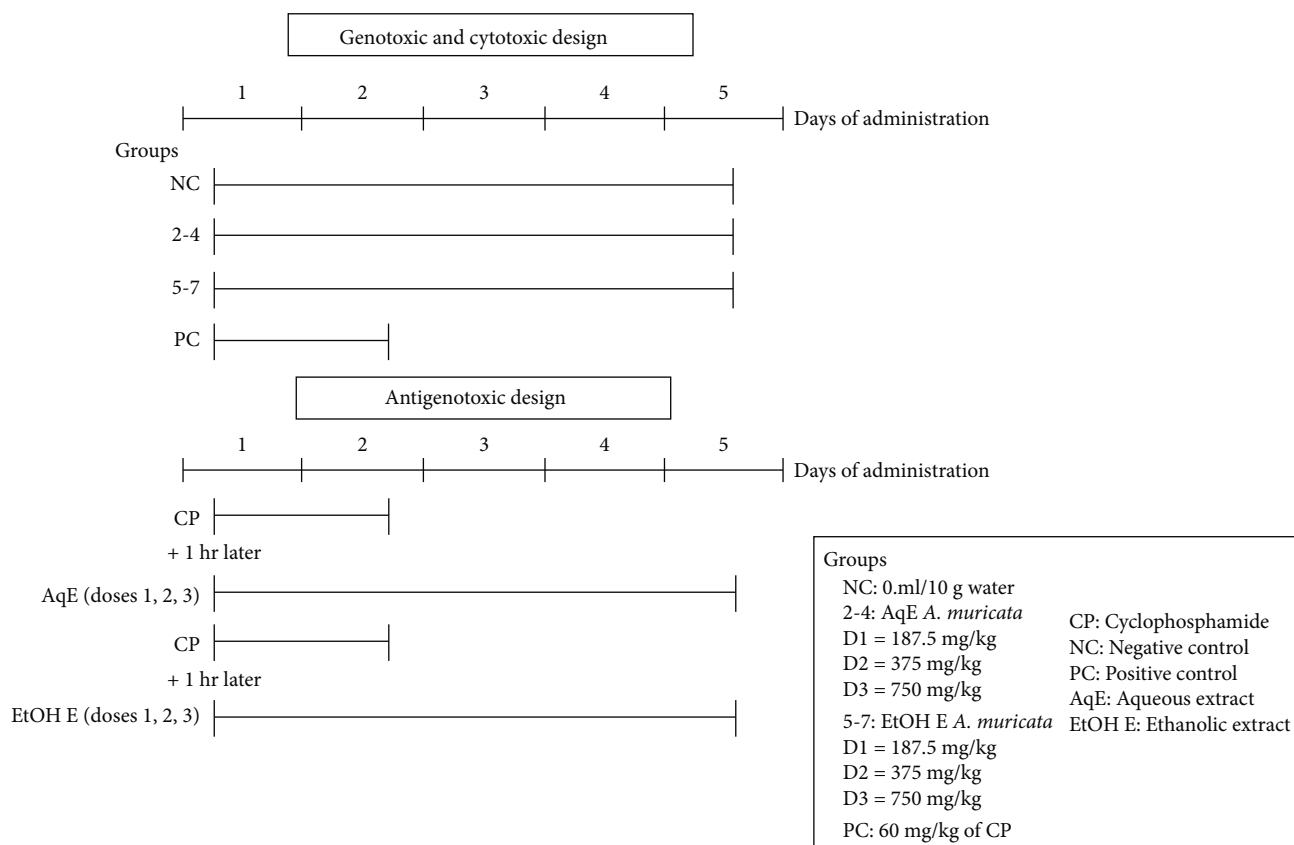 Genotoxic and cytotoxic design
1 2 3 4 5
Days of administration
Groups
NC
2-4
5-7
PC
Antigenotoxic design
1 2 3 4 5
Days of administration
CP
+ 1 hr later
AqE (doses 1, 2, 3)
CP
+ 1 hr later
EtOH E (doses 1, 2, 3)
Groups
NC: 0.ml/10 g water
2-4: AqE A. muricata
D1 = 187.5 mg/kg
D2 = 375 mg/kg
D3 = 750 mg/kg
5-7: EtOH E A. muricata
D1 = 187.5 mg/kg
D2 = 375 mg/kg
D3 = 750 mg/kg
PC: 60 mg/kg of CP
CP: Cyclophosphamide
NC: Negative control
PC: Positive control
AqE: Aqueous extract
EtOH E: Ethanolic extract